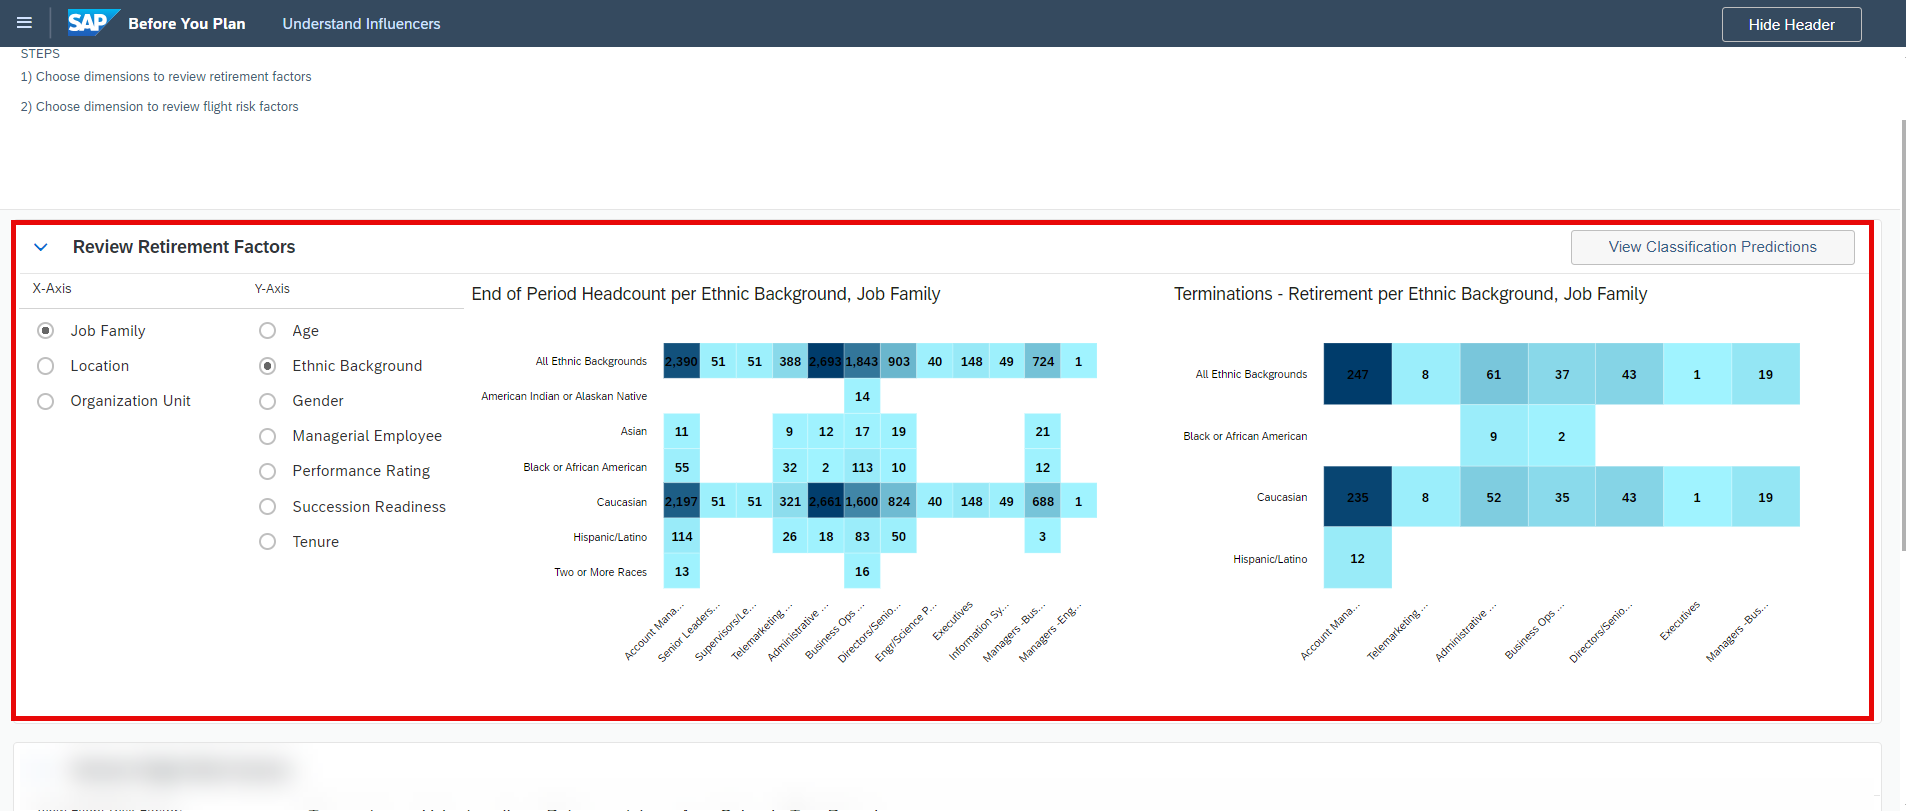 SAP Before You Plan Understand Influencers Hide Header
STEPS
1) Choose dimensions to review retirement factors
2) Choose dimension to review flight risk factors
Review Retirement Factors View Classification Predictions
X-Axis
Job Family
Location
Organization Unit
Y-Axis
Age
Ethnic Background
Gender
Managerial Employee
Performance Rating
Succession Readiness
Tenure
End of Period Headcount per Ethnic Background, Job Family
All Ethnic Backgrounds 2,390 51 51 388 2,693 1,843 903 40 148 49 724 1
American Indian or Alaskan Native 14
Asian 11 9 12 17 19 21
Black or African American 55 32 2 113 10 12
Caucasian 2,197 51 51 321 2,661 1,600 824 40 148 49 688 1
Hispanic/Latino 114 26 18 83 50 3
Two or More Races 13 16
Account Mana...
Senior Leaders...
Supervisors/Le...
Telemarketing ...
Administrative ...
Business Ops ...
Directors/Senio...
Engr/Science P...
Executives
Information Sy...
Managers -Bus...
Managers -Eng...
Terminations - Retirement per Ethnic Background, Job Family
All Ethnic Backgrounds 247 8 61 37 43 1 19
Black or African American 9 2
Caucasian 235 8 52 35 43 1 19
Hispanic/Latino 12
Account Mana...
Telemarketing ...
Administrative ...
Business Ops ...
Directors/Senio...
Executives
Managers -Bus...